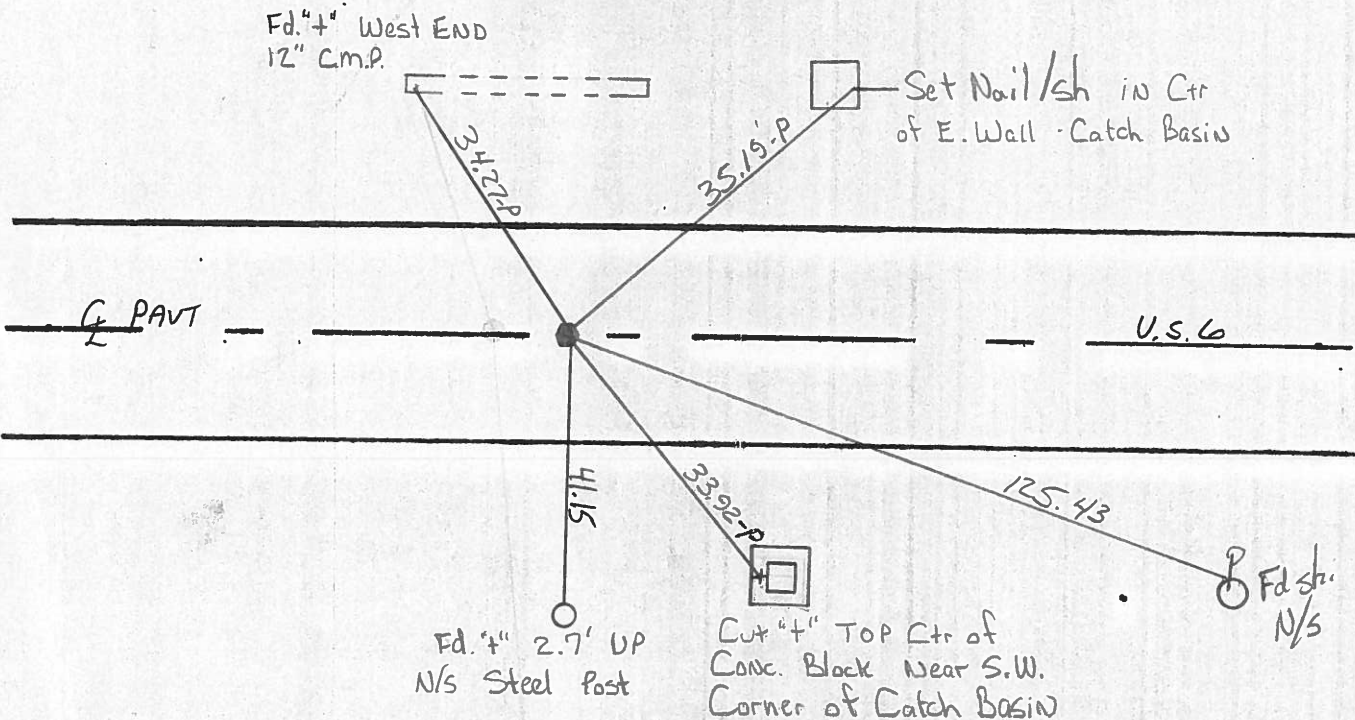 Fd. "+" West END
12" C.M.P.
Set Nail/sh in Ctr
of E. Wall - Catch Basin
34.27-P
35.19'-P
℄ PAVT
U.S. 6
41.15
33.92-P
125.43
P
Fd sh.
N/S
Fd. "+" 2.7' UP
N/S Steel Post
Cut "+" TOP Ctr of
Conc. Block Near S.W.
Corner of Catch Basin